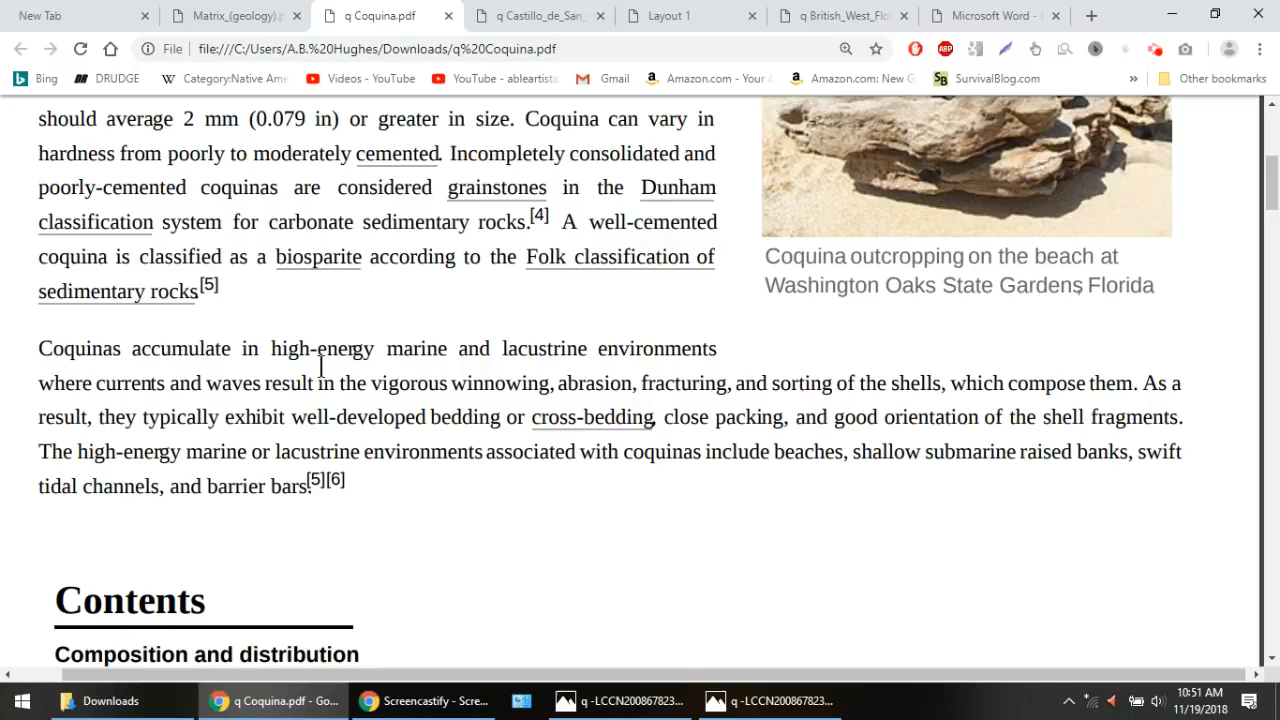 New Tab
Matrix_(geology).p
q Coquina.pdf
q Castillo_de_San_
Layout 1
q British_West_Flo
Microsoft Word -
File
file:///C:/Users/A.B.%20Hughes/Downloads/q%20Coquina.pdf
ABP
Bing
DRUDGE
Category:Native Ame
Videos - YouTube
YouTube - ableartista
Gmail
Amazon.com - Your
Amazon.com: New G
SB SurvivalBlog.com
»
Other bookmarks
should average 2 mm (0.079 in) or greater in size. Coquina can vary in
hardness from poorly to moderately cemented. Incompletely consolidated and
poorly-cemented coquinas are considered grainstones in the Dunham
classification system for carbonate sedimentary rocks.[4] A well-cemented
coquina is classified as a biosparite according to the Folk classification of
sedimentary rocks.[5]
Coquina outcropping on the beach at
Washington Oaks State Gardens, Florida
Coquinas accumulate in high-energy marine and lacustrine environments
where currents and waves result in the vigorous winnowing, abrasion, fracturing, and sorting of the shells, which compose them. As a
result, they typically exhibit well-developed bedding or cross-bedding, close packing, and good orientation of the shell fragments.
The high-energy marine or lacustrine environments associated with coquinas include beaches, shallow submarine raised banks, swift
tidal channels, and barrier bars.[5][6]
Contents
Composition and distribution
Downloads
q Coquina.pdf - Go...
Screencastify - Scre...
q -LCCN200867823...
q -LCCN200867823...
10:51 AM
11/19/2018